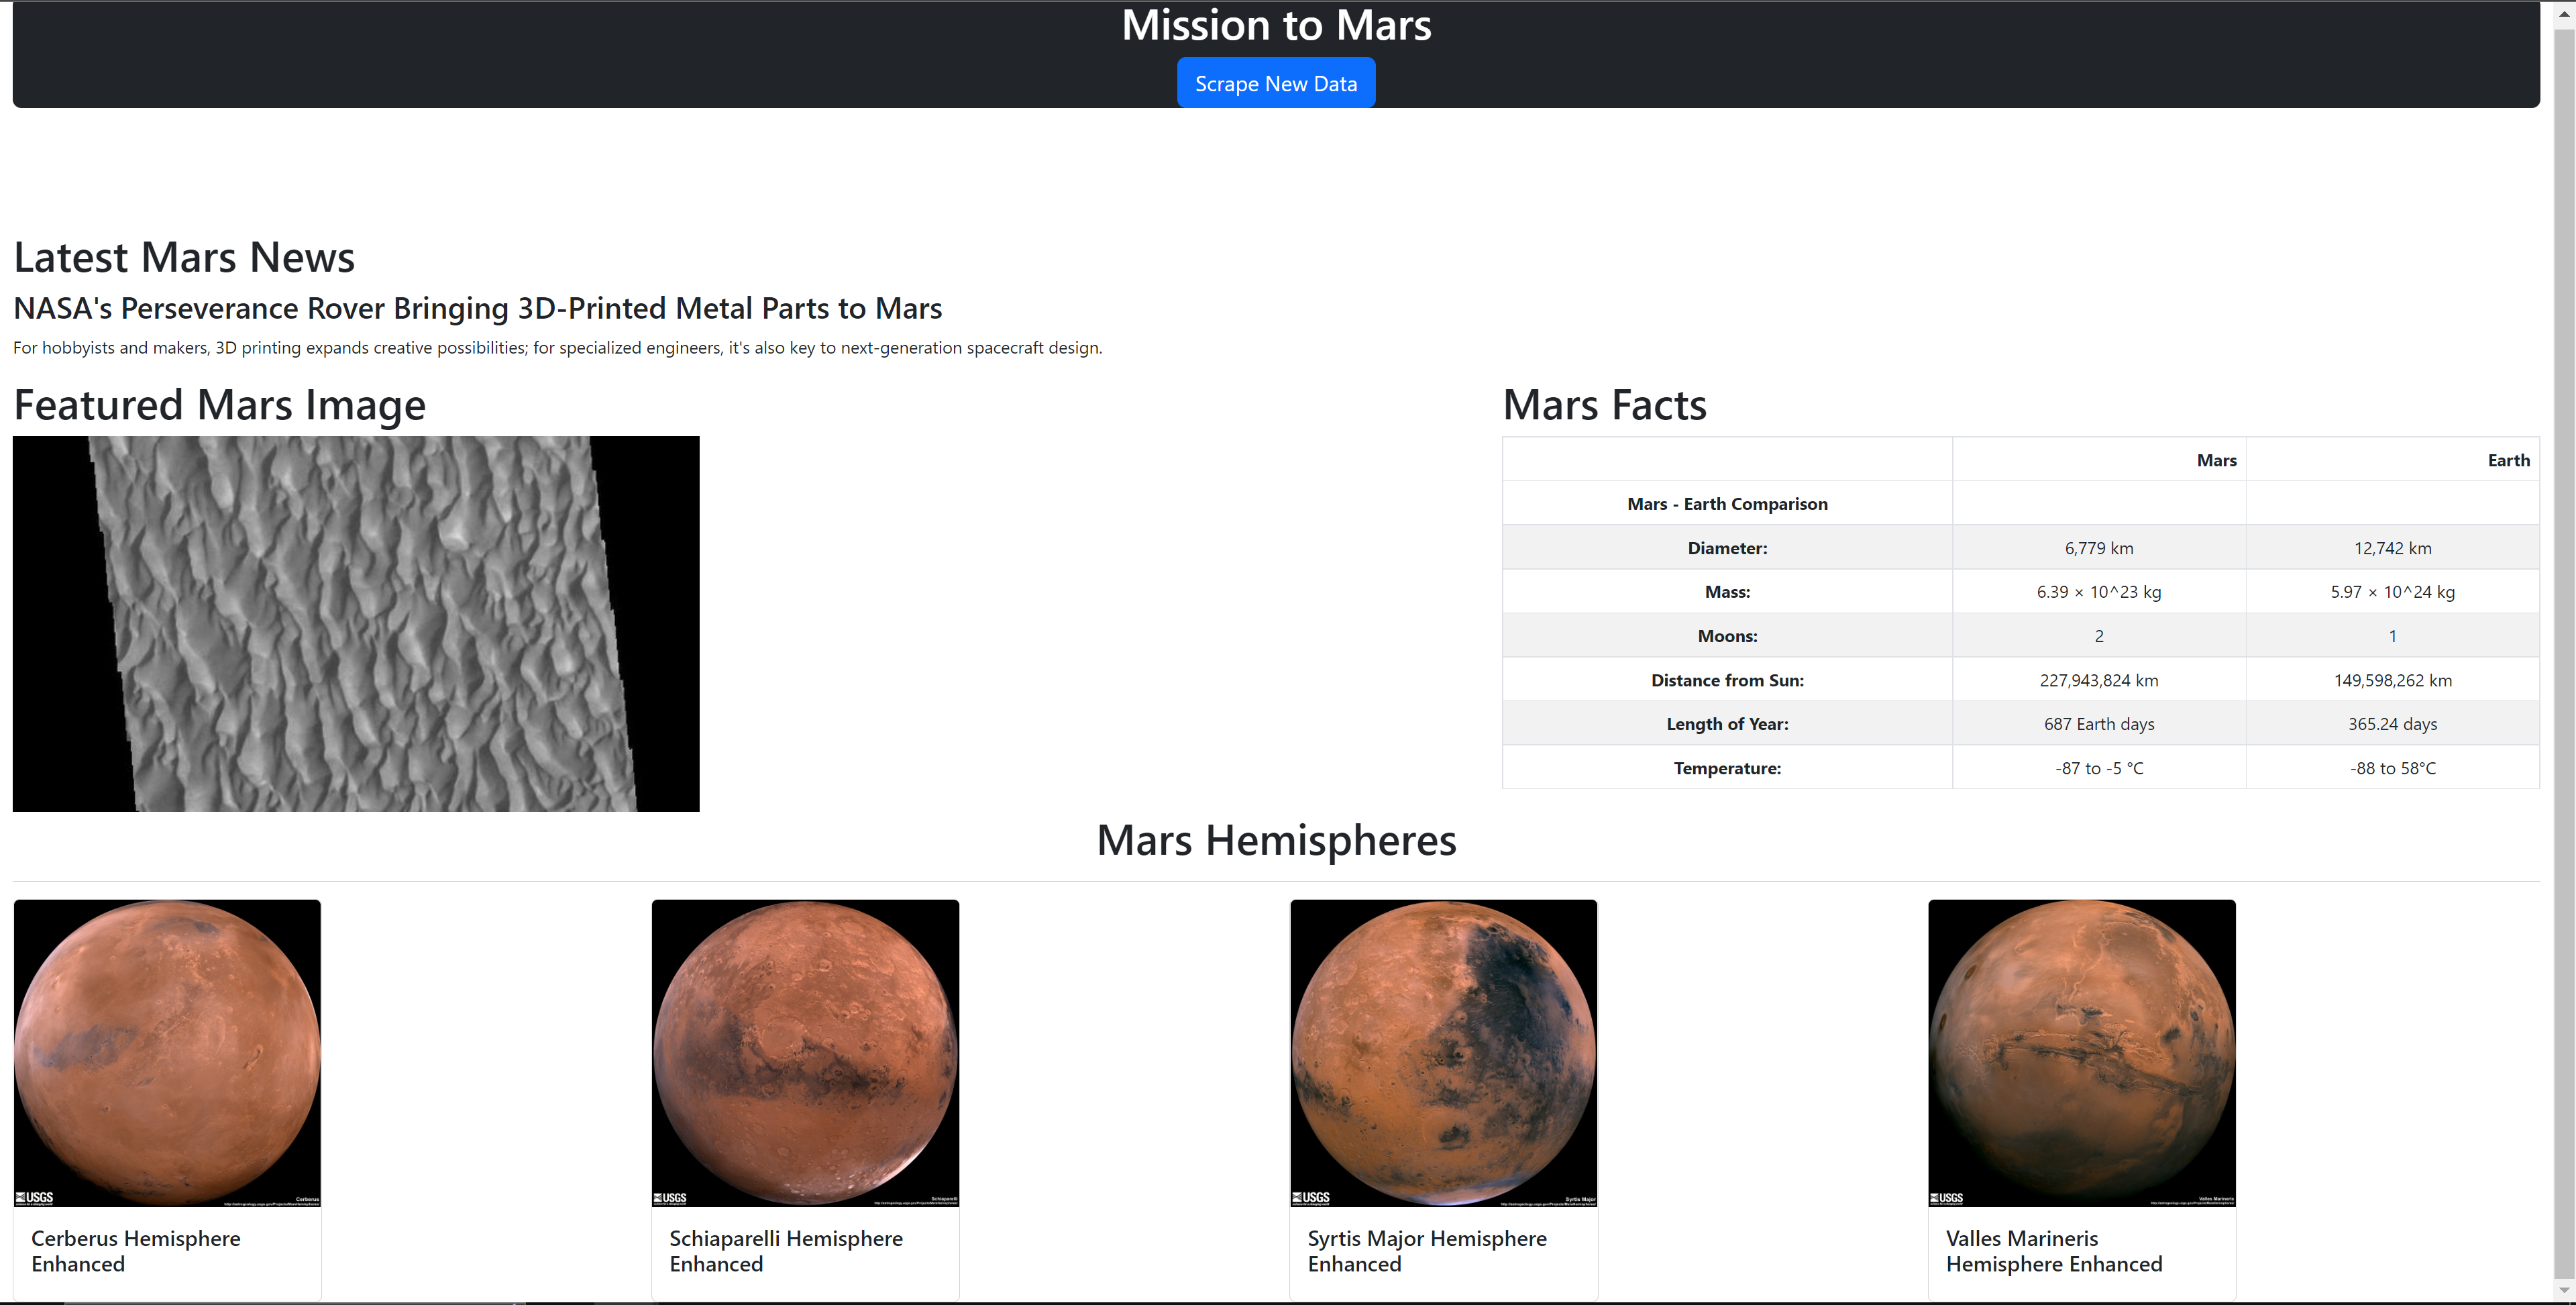 Mission to Mars
Scrape New Data
Latest Mars News
NASA's Perseverance Rover Bringing 3D-Printed Metal Parts to Mars
For hobbyists and makers, 3D printing expands creative possibilities; for specialized engineers, it's also key to next-generation spacecraft design.
Featured Mars Image
Mars Facts
Mars Earth
Mars - Earth Comparison
Diameter: 6,779 km 12,742 km
Mass: 6.39 × 10^23 kg 5.97 × 10^24 kg
Moons: 2 1
Distance from Sun: 227,943,824 km 149,598,262 km
Length of Year: 687 Earth days 365.24 days
Temperature: -87 to -5 °C -88 to 58°C
Mars Hemispheres
USGS
Cerberus
USGS
Schiaparelli
USGS
Syrtis Major
USGS
Valles Marineris
Cerberus Hemisphere
Enhanced
Schiaparelli Hemisphere
Enhanced
Syrtis Major Hemisphere
Enhanced
Valles Marineris
Hemisphere Enhanced